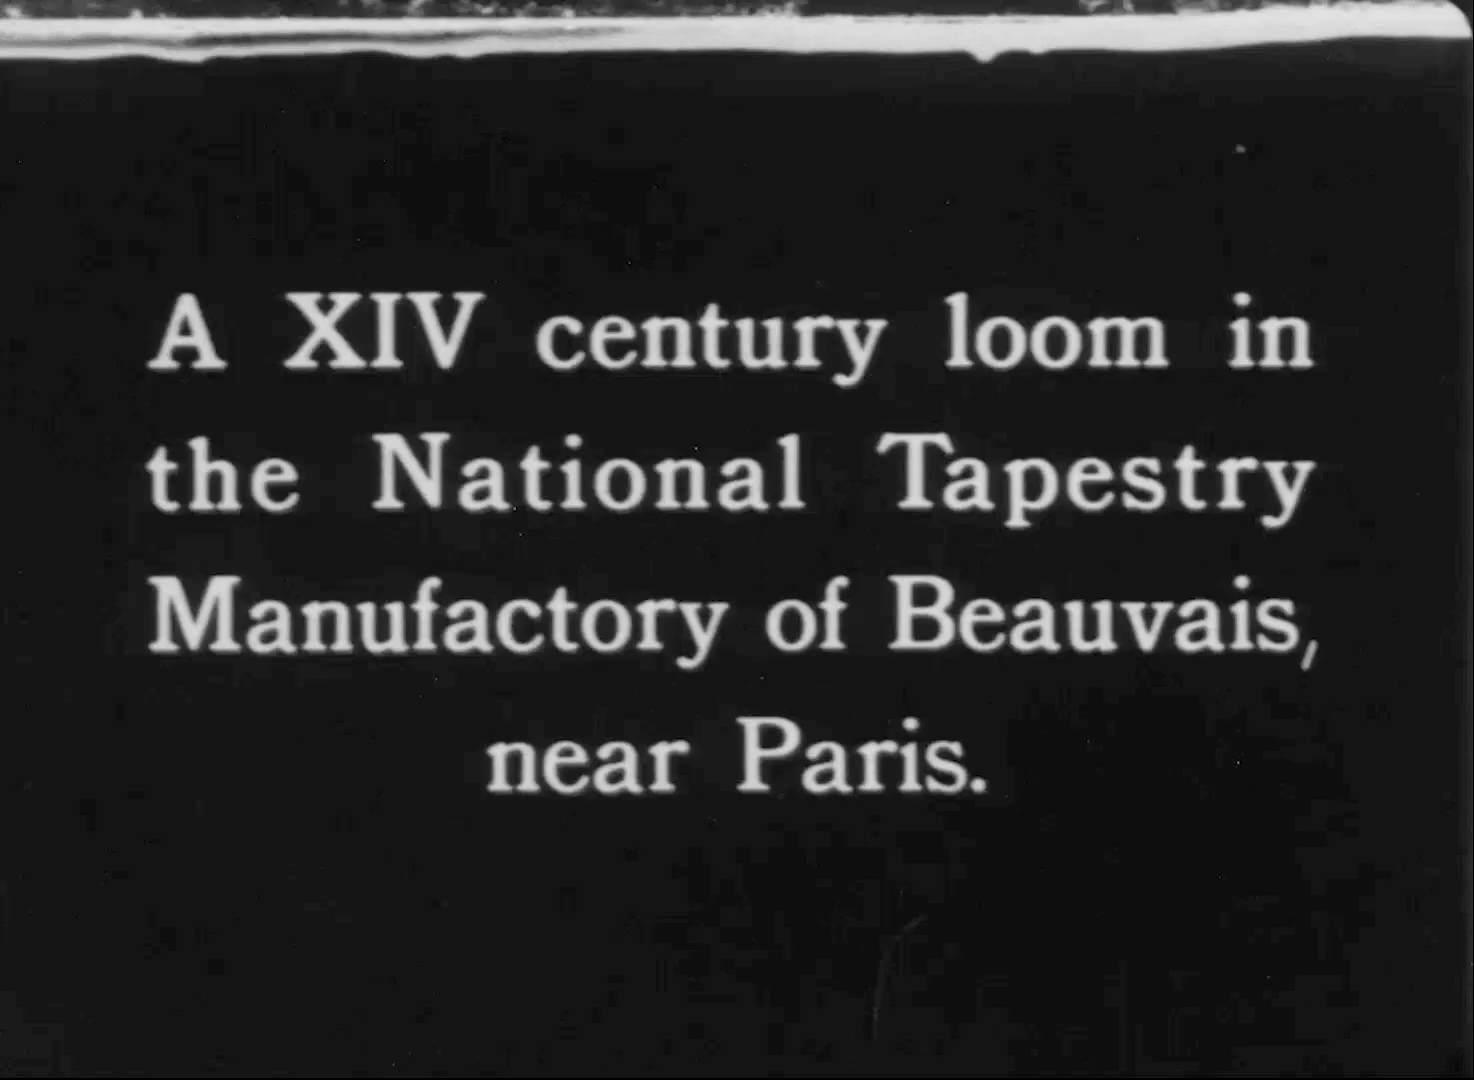 A XIV century loom in
the National Tapestry
Manufactory of Beauvais,
near Paris.